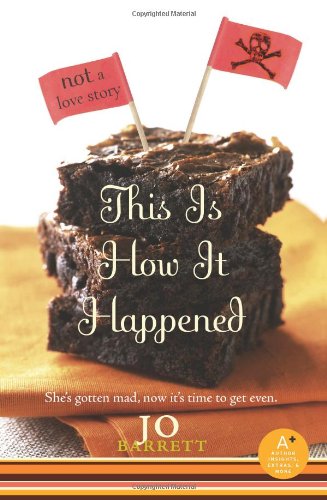 not a
love story
This Is
How It
Happened
She's gotten mad, now it's time to get even.
JO
BARRETT
A+
AUTHOR
INSIGHTS,
EXTRAS, &
MORE